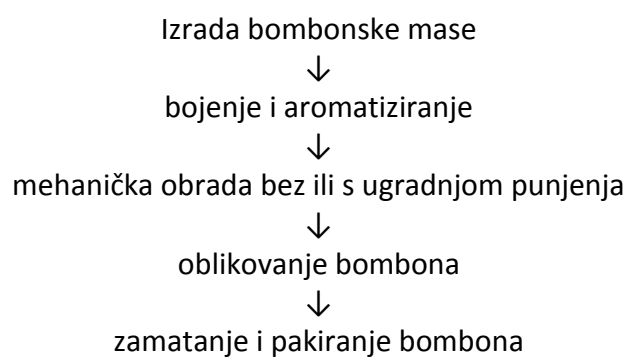 Izrada bombonske mase
↓
bojenje i aromatiziranje
↓
mehanička obrada bez ili s ugradnjom punjenja
↓
oblikovanje bombona
↓
zamatanje i pakiranje bombona